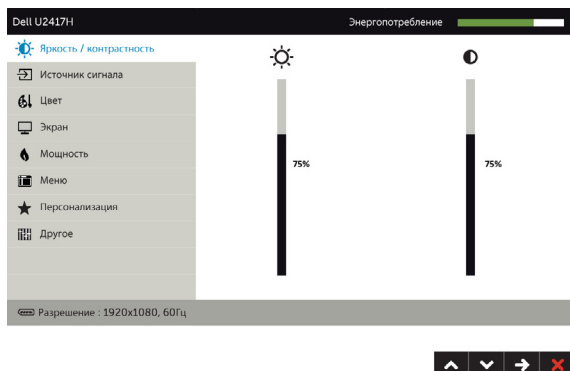 Dell U2417H
Энергопотребление
Яркость / контрастность
Источник сигнала
Цвет
Экран
Мощность
Меню
Персонализация
Другое
75%
75%
Разрешение : 1920x1080, 60Гц